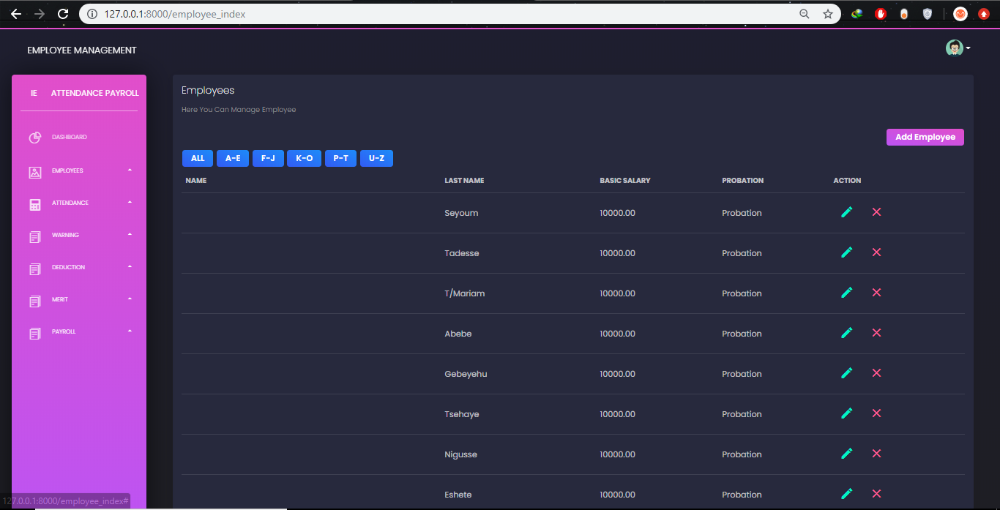 127.0.0.1:8000/employee_index
EMPLOYEE MANAGEMENT
IE ATTENDANCE PAYROLL
DASHBOARD
EMPLOYEES
ATTENDANCE
WARNING
DEDUCTION
MERIT
PAYROLL
Employees
Here You Can Manage Employee
Add Employee
ALL A-E F-J K-O P-T U-Z
NAME LAST NAME BASIC SALARY PROBATION ACTION
Seyoum 10000.00 Probation
Tadesse 10000.00 Probation
T/Mariam 10000.00 Probation
Abebe 10000.00 Probation
Gebeyehu 10000.00 Probation
Tsehaye 10000.00 Probation
Nigusse 10000.00 Probation
Eshete 10000.00 Probation
127.0.0.1:8000/employee_index#